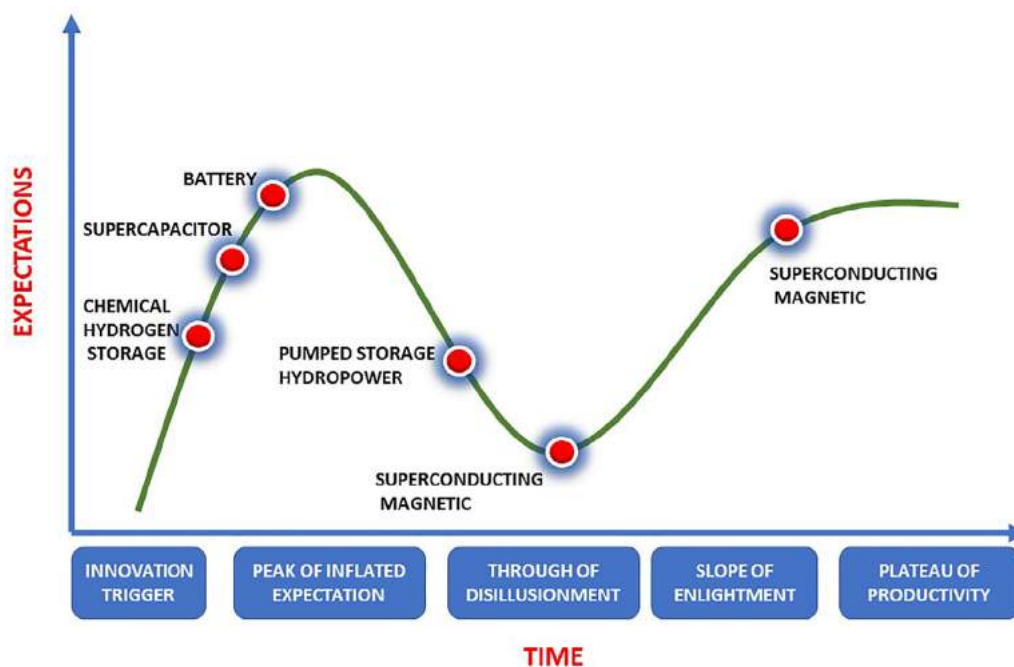 EXPECTATIONS
BATTERY
SUPERCAPACITOR
CHEMICAL
HYDROGEN
STORAGE
PUMPED STORAGE
HYDROPOWER
SUPERCONDUCTING
MAGNETIC
SUPERCONDUCTING
MAGNETIC
INNOVATION
TRIGGER
PEAK OF INFLATED
EXPECTATION
THROUGH OF
DISILLUSIONMENT
SLOPE OF
ENLIGHTMENT
PLATEAU OF
PRODUCTIVITY
TIME